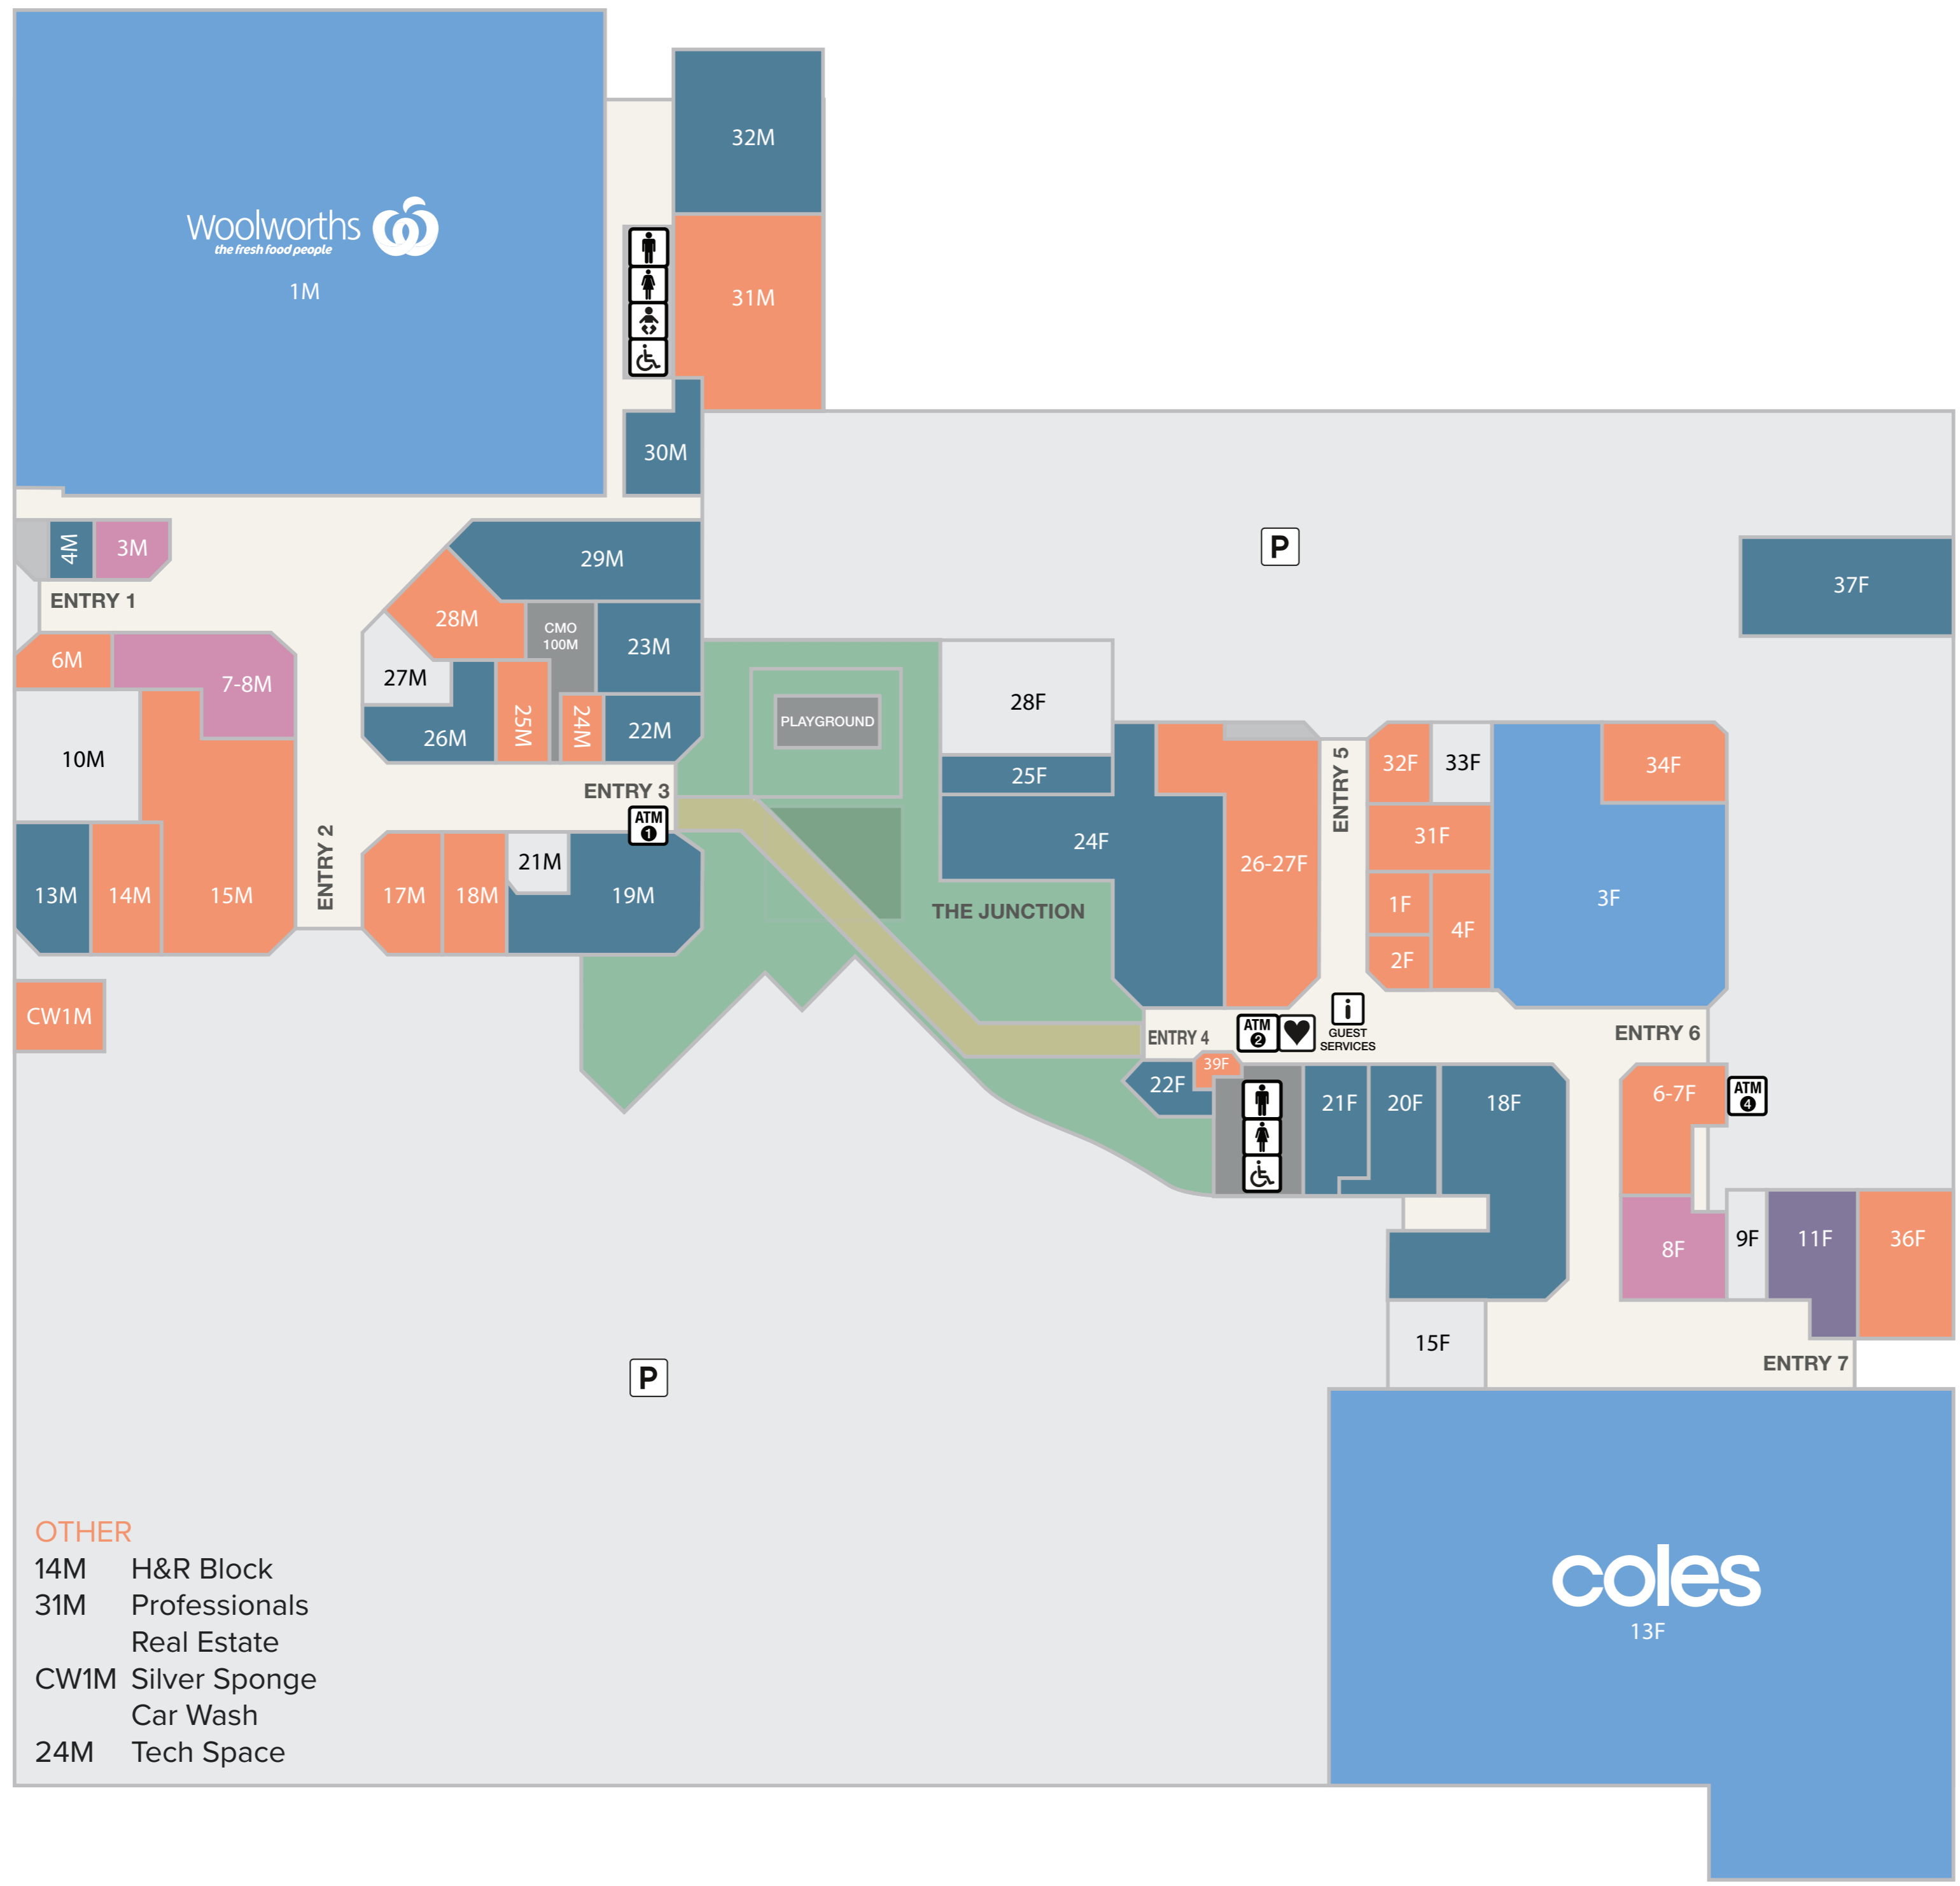 32M
Woolworths
the fresh food people
1M
31M
30M
4M
3M
29M
ENTRY 1
28M
CMO
100M
23M
6M
7-8M
27M
26M
25M
24M
22M
10M
ENTRY 3
ATM
1
PLAYGROUND
28F
25F
24F
P
37F
ENTRY 5
32F
33F
34F
31F
26-27F
1F
4F
2F
3F
13M
14M
15M
ENTRY 2
17M
18M
21M
19M
THE JUNCTION
CW1M
ENTRY 4
ATM
2
i
GUEST
SERVICES
ENTRY 6
39F
22F
21F
20F
18F
6-7F
ATM
4
8F
9F
11F
36F
15F
ENTRY 7
P
coles
13F
OTHER
14M H&R Block
31M Professionals
Real Estate
CW1M Silver Sponge
Car Wash
24M Tech Space